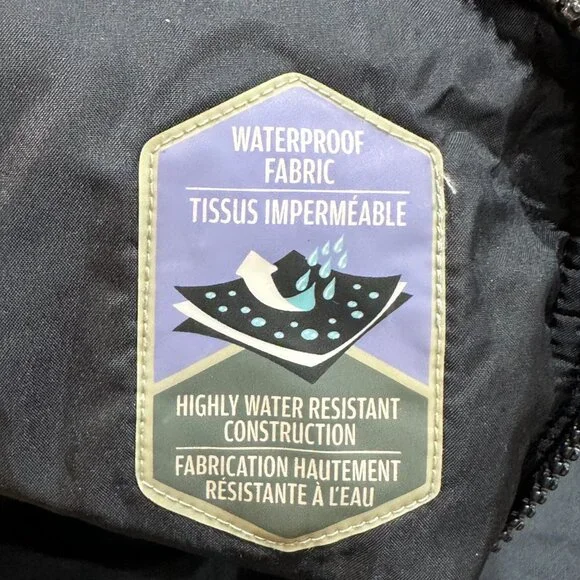 WATERPROOF
FABRIC
TISSUS IMPERMÉABLE
HIGHLY WATER RESISTANT
CONSTRUCTION
FABRICATION HAUTEMENT
RÉSISTANTE À L'EAU